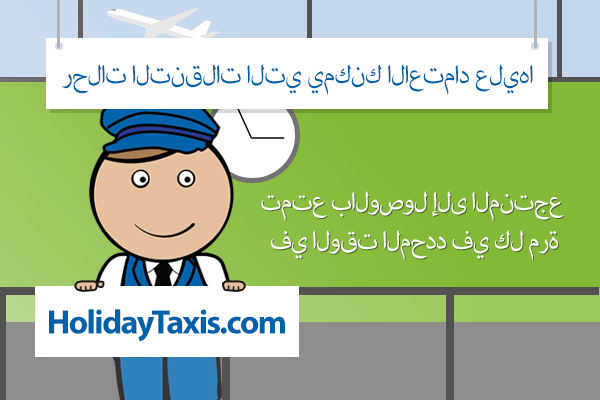 رحلات التنقلات التي يمكنك الاعتماد عليها
تمتع بالوصول إلى المنتجع
في الوقت المحدد في كل مرة
HolidayTaxis.com